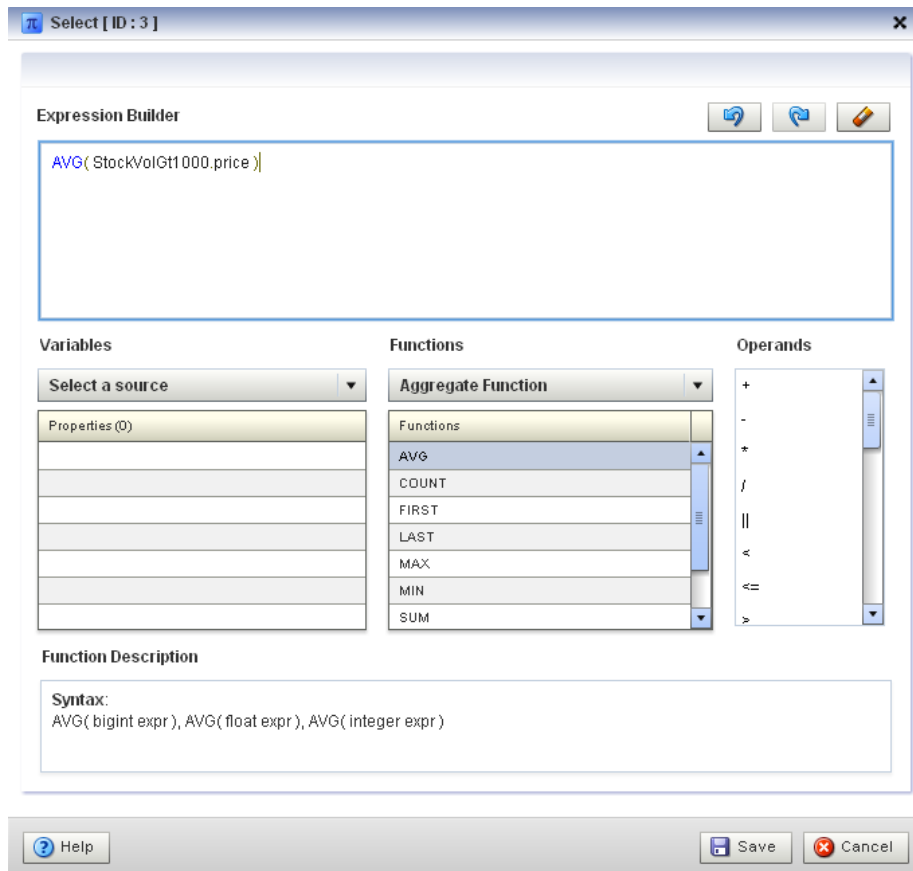 π Select [ ID : 3 ]
Expression Builder
AVG( StockVolGt1000.price )
Variables
Functions
Operands
Select a source
Aggregate Function
Properties (0)
Functions
AVG
COUNT
FIRST
LAST
MAX
MIN
SUM
+
-
*
/
||
<
<=
>
Function Description
Syntax:
AVG( bigint expr ), AVG( float expr ), AVG( integer expr )
? Help
Save
Cancel